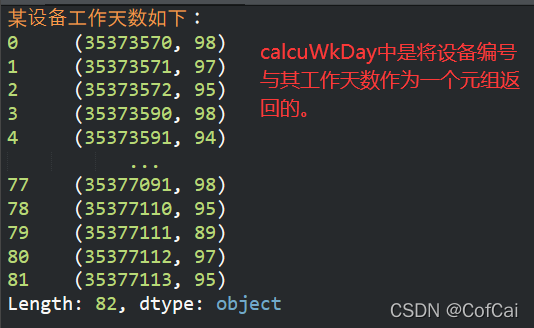 某设备工作天数如下：
0 (35373570, 98)
1 (35373571, 97)
2 (35373572, 95)
3 (35373590, 98)
4 (35373591, 94)
...
77 (35377091, 98)
78 (35377110, 95)
79 (35377111, 89)
80 (35377112, 97)
81 (35377113, 95)
Length: 82, dtype: object
calcuWkDay中是将设备编号
与其工作天数作为一个元组返
回的。
CSDN @CofCai